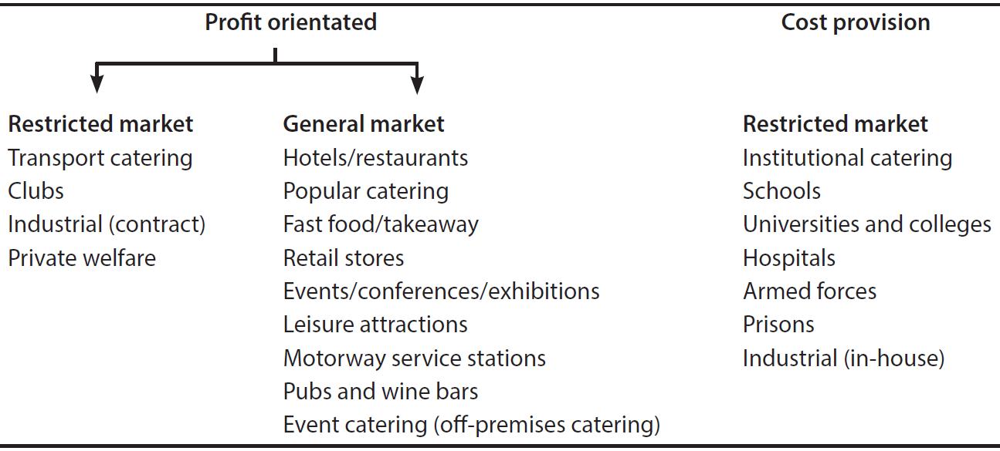 Profit orientated
Cost provision
Restricted market
Transport catering
Clubs
Industrial (contract)
Private welfare
General market
Hotels/restaurants
Popular catering
Fast food/takeaway
Retail stores
Events/conferences/exhibitions
Leisure attractions
Motorway service stations
Pubs and wine bars
Event catering (off-premises catering)
Restricted market
Institutional catering
Schools
Universities and colleges
Hospitals
Armed forces
Prisons
Industrial (in-house)